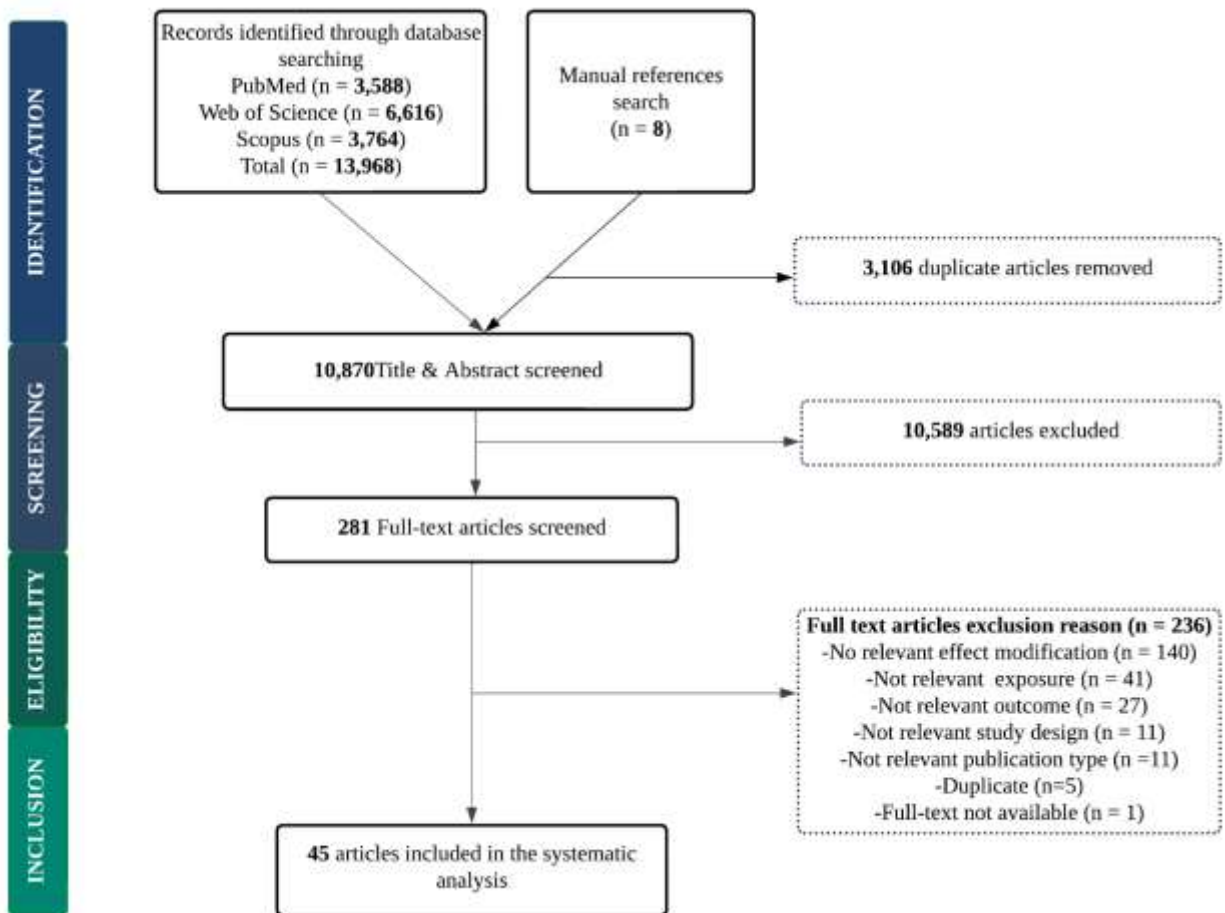 IDENTIFICATION
Records identified through database
searching
PubMed (n = 3,588)
Web of Science (n = 6,616)
Scopus (n = 3,764)
Total (n = 13,968)
Manual references
search
(n = 8)
3,106 duplicate articles removed
SCREENING
10,870Title & Abstract screened
10,589 articles excluded
281 Full-text articles screened
ELIGIBILITY
Full text articles exclusion reason (n = 236)
-No relevant effect modification (n = 140)
-Not relevant exposure (n = 41)
-Not relevant outcome (n = 27)
-Not relevant study design (n = 11)
-Not relevant publication type (n =11)
-Duplicate (n=5)
-Full-text not available (n = 1)
INCLUSION
45 articles included in the systematic
analysis